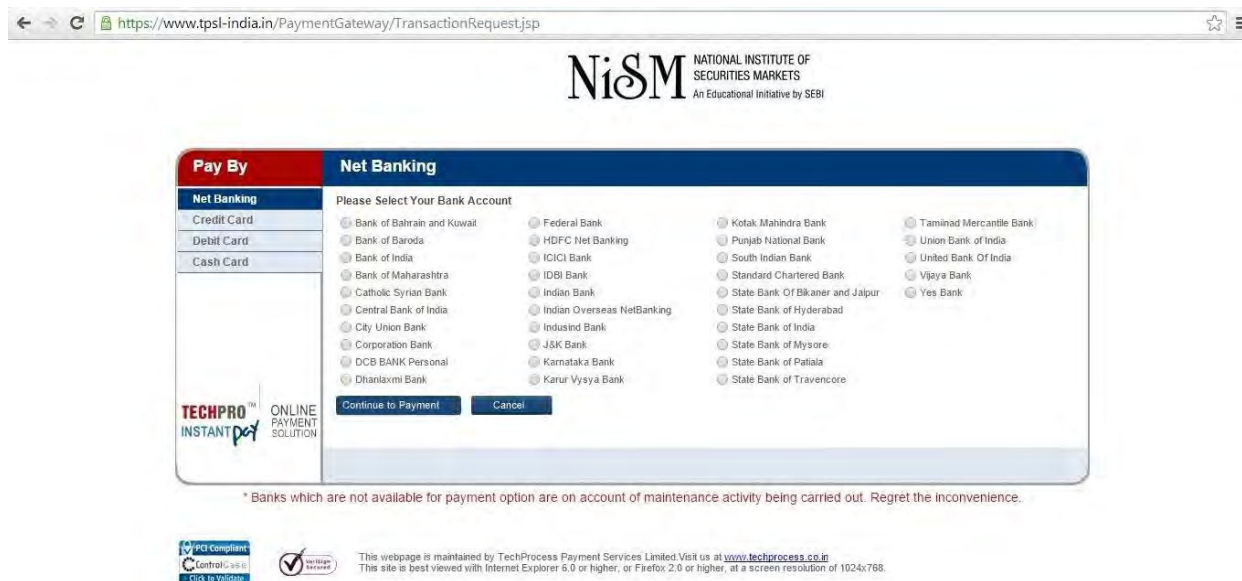 https://www.tpsl-india.in/PaymentGateway/TransactionRequest.jsp
NiSM
NATIONAL INSTITUTE OF
SECURITIES MARKETS
An Educational Initiative by SEBI
Pay By
Net Banking
Credit Card
Debit Card
Cash Card
TECHPRO™
INSTANT pay
ONLINE
PAYMENT
SOLUTION
Net Banking
Please Select Your Bank Account
Bank of Bahrain and Kuwait
Bank of Baroda
Bank of India
Bank of Maharashtra
Catholic Syrian Bank
Central Bank of India
City Union Bank
Corporation Bank
DCB BANK Personal
Dhanlaxmi Bank
Federal Bank
HDFC Net Banking
ICICI Bank
IDBI Bank
Indian Bank
Indian Overseas NetBanking
Indusind Bank
J&K Bank
Karnataka Bank
Karur Vysya Bank
Kotak Mahindra Bank
Punjab National Bank
South Indian Bank
Standard Chartered Bank
State Bank Of Bikaner and Jaipur
State Bank of Hyderabad
State Bank of India
State Bank of Mysore
State Bank of Patiala
State Bank of Travencore
Tamilnad Mercantile Bank
Union Bank of India
United Bank Of India
Vijaya Bank
Yes Bank
Continue to Payment
Cancel
* Banks which are not available for payment option are on account of maintenance activity being carried out. Regret the inconvenience.
PCI Compliant
ControlCase
Click to Validate
VeriSign
Secured
This webpage is maintained by TechProcess Payment Services Limited.Visit us at www.techprocess.co.in
This site is best viewed with Internet Explorer 6.0 or higher, or Firefox 2.0 or higher, at a screen resolution of 1024x768.